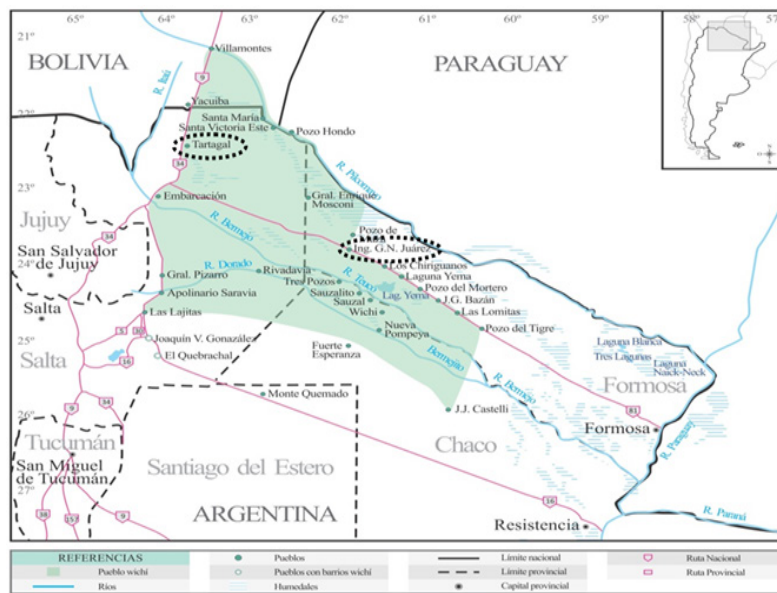 66°
65°
64°
63°
62°
61°
60°
59°
58°
57°
21°
22°
23°
24°
25°
26°
27°
BOLIVIA
PARAGUAY
Villamontes
9
R. Itaú
Yacuiba
Santa María
Santa Victoria Este
Pozo Hondo
Tartagal
34
R. Pilcomayo
Embarcación
Gral. Enrique
Mosconi
Jujuy
34
San Salvador
de Jujuy
R. Bermejo
Pozo de
Ing. G.N. Juárez
Los Chiriguanos
R. Dorado
Rivadavia
R. Teuco
Laguna Yema
Gral. Pizarro
Tres Pozos
Pozo del Mortero
Apolinario Saravia
Sauzalito
Lag. Yema
J.G. Bazán
Salta
Las Lajitas
Sauzal
Las Lomitas
Wichi
5
Nueva
Pompeya
Pozo del Tigre
Joaquín V. Gonazález
Laguna Blanca
Salta
El Quebrachal
Fuerte
Esperanza
Bermejito
Tres Lagunas
16
Laguna
Naick-Neck
R. Bermejo
Formosa
9
34
Monte Quemado
J.J. Castelli
81
Tucumán
Chaco
Formosa
San Miguel
de Tucumán
Santiago del Estero
R. Paraguay
38
157
9
ARGENTINA
16
R. Paraná
Resistencia
REFERENCIAS
Pueblos
Límite nacional
Ruta Nacional
Pueblo wichí
Pueblos con barrios wichí
Límite provincial
Ruta Provincial
Ríos
Humedales
Capital provincial